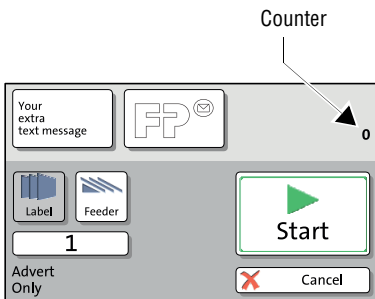 Counter
Your
extra
text message
FP
0
Label
Feeder
1
Start
Advert
Only
Cancel